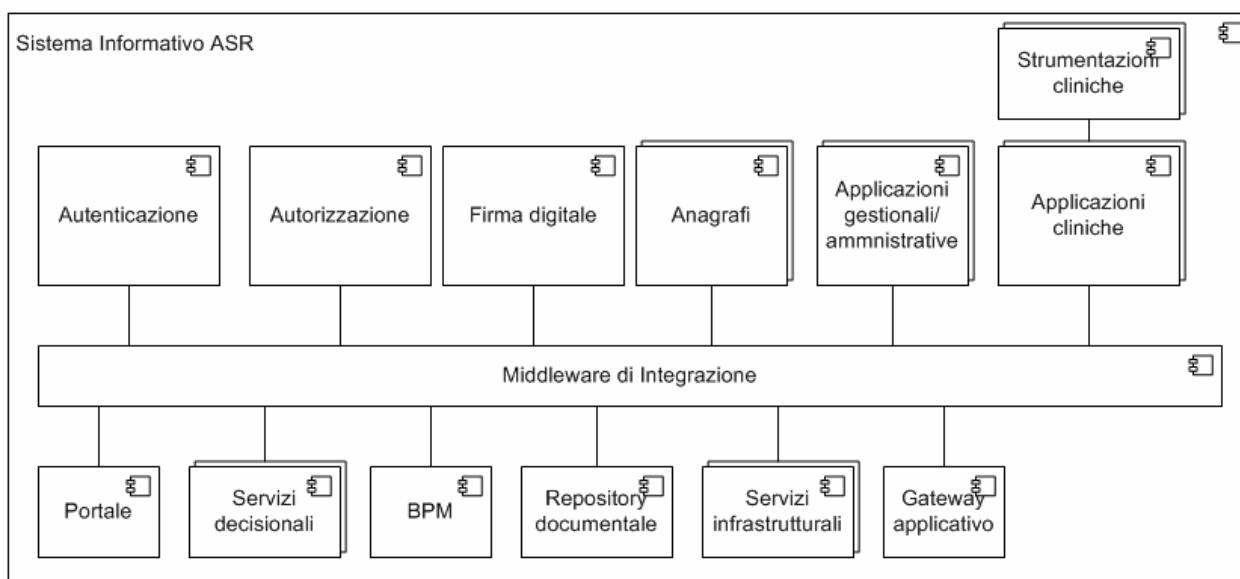 Sistema Informativo ASR
Strumentazioni
cliniche
Autenticazione
Autorizzazione
Firma digitale
Anagrafi
Applicazioni
gestionali/
ammnistrative
Applicazioni
cliniche
Middleware di Integrazione
Portale
Servizi
decisionali
BPM
Repository
documentale
Servizi
infrastrutturali
Gateway
applicativo